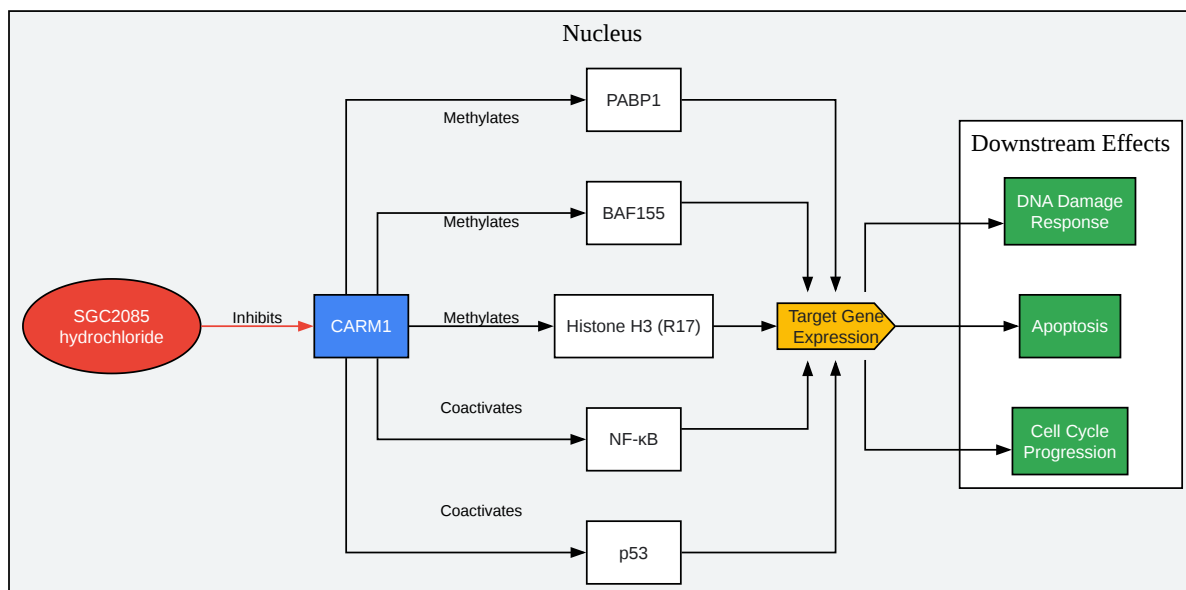 Nucleus
PABP1
Methylates
Downstream Effects
DNA Damage
Response
BAF155
Methylates
SGC2085
hydrochloride
Inhibits
CARM1
Methylates
Histone H3 (R17)
Target Gene
Expression
Apoptosis
Coactivates
NF-κB
Cell Cycle
Progression
Coactivates
p53